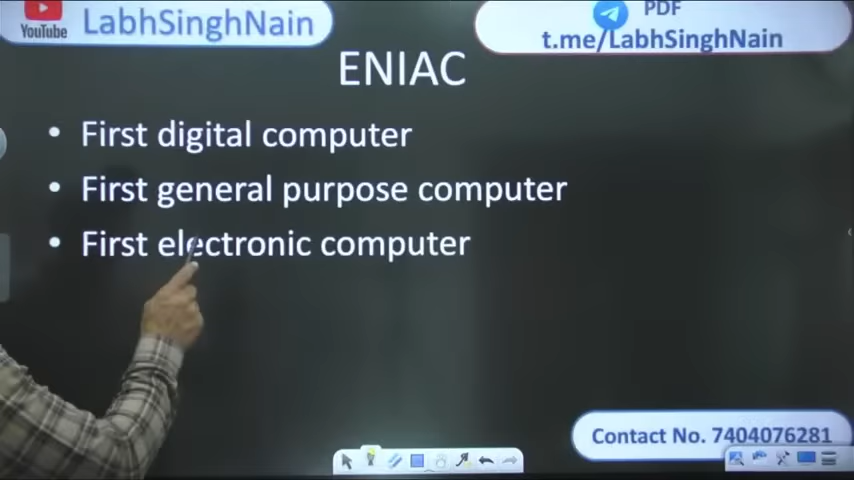 YouTube
LabhSinghNain
PDF
t.me/LabhSinghNain
ENIAC
• First digital computer
• First general purpose computer
• First electronic computer
Contact No. 7404076281